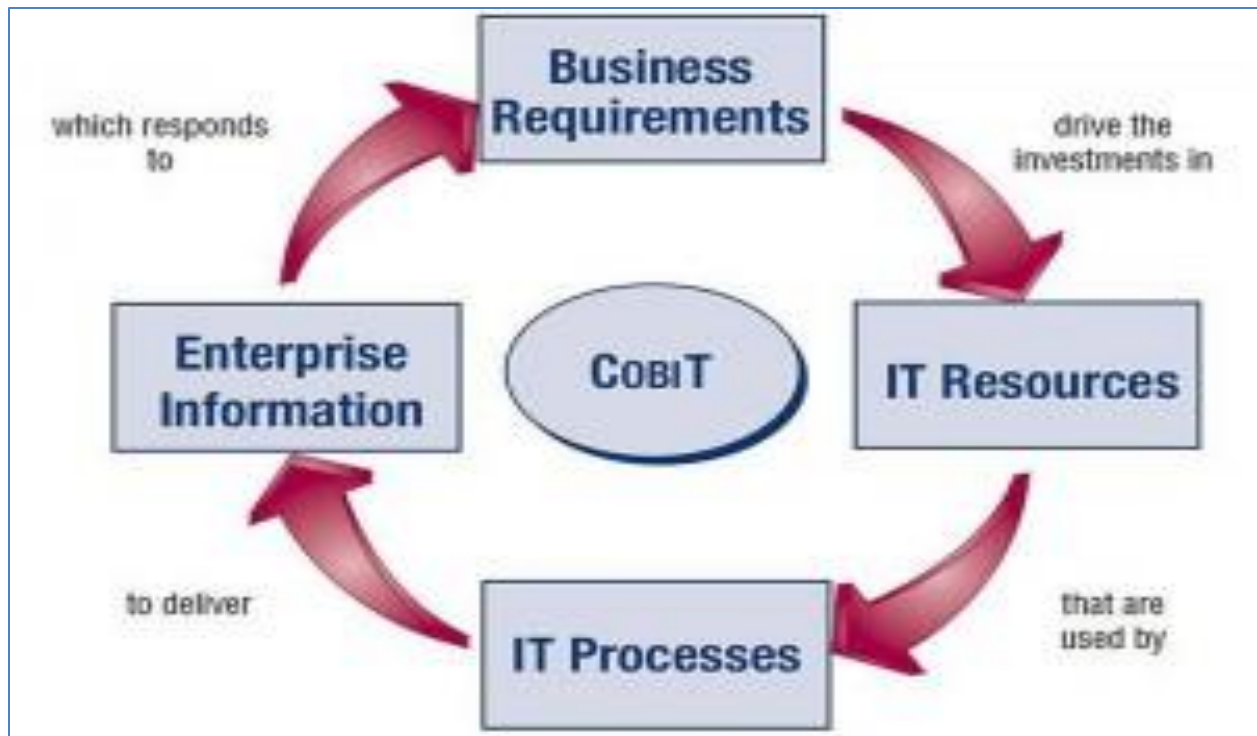 Business
Requirements
drive the
investments in
IT Resources
that are
used by
IT Processes
to deliver
Enterprise
Information
which responds
to
COBIT